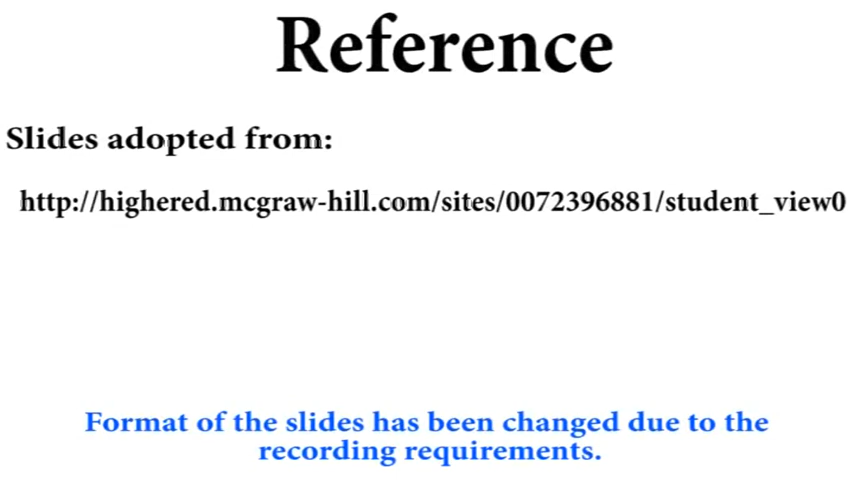 Reference
Slides adopted from:
http://highered.mcgraw-hill.com/sites/0072396881/student_view0
Format of the slides has been changed due to the
recording requirements.